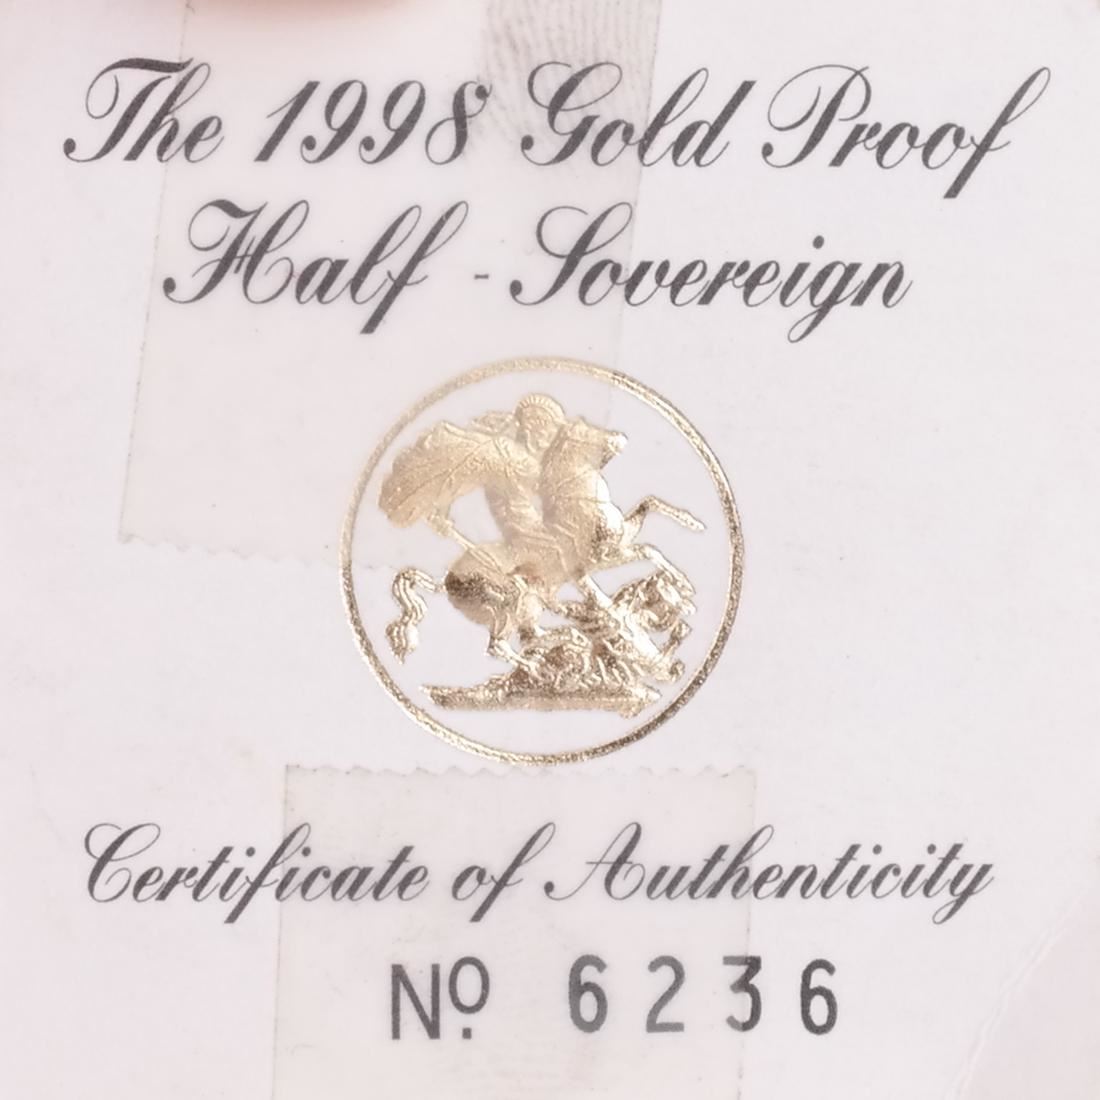 The 1998 Gold Proof
Half - Sovereign
Certificate of Authenticity
Nº. 6236